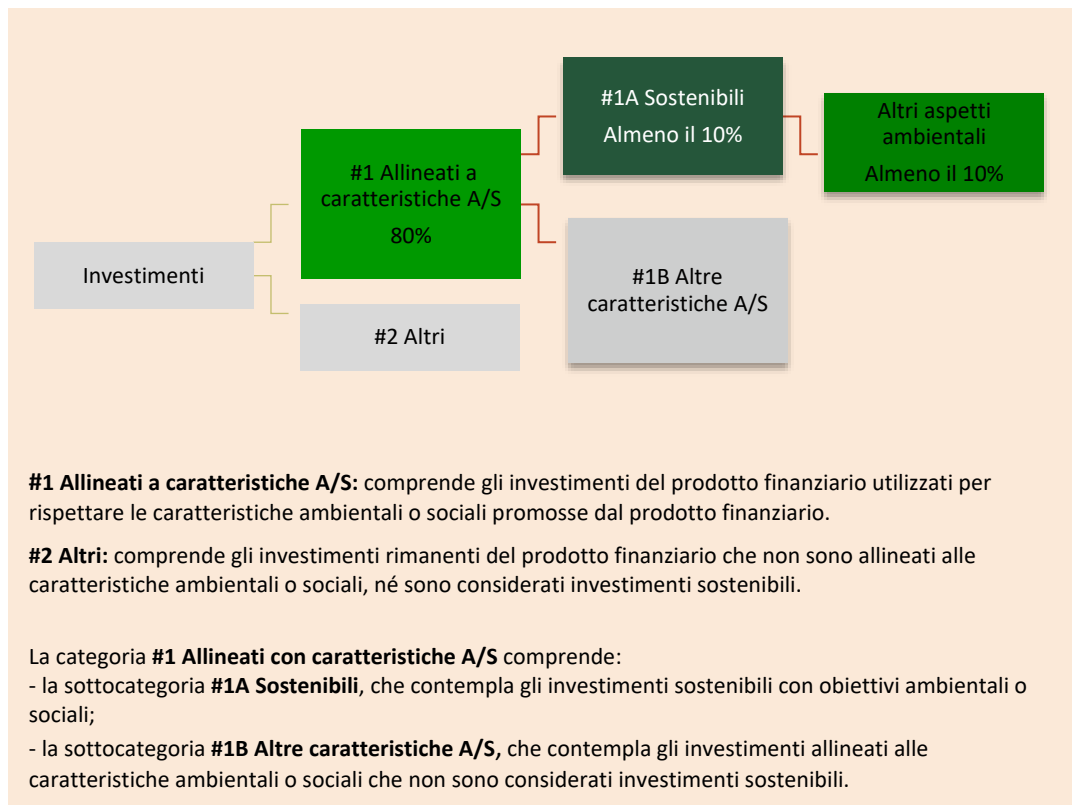 #1A Sostenibili
Almeno il 10%
Altri aspetti
ambientali
Almeno il 10%
#1 Allineati a
caratteristiche A/S
80%
Investimenti
#1B Altre
caratteristiche A/S
#2 Altri
#1 Allineati a caratteristiche A/S: comprende gli investimenti del prodotto finanziario utilizzati per
rispettare le caratteristiche ambientali o sociali promosse dal prodotto finanziario.
#2 Altri: comprende gli investimenti rimanenti del prodotto finanziario che non sono allineati alle
caratteristiche ambientali o sociali, né sono considerati investimenti sostenibili.
La categoria #1 Allineati con caratteristiche A/S comprende:
- la sottocategoria #1A Sostenibili, che contempla gli investimenti sostenibili con obiettivi ambientali o
sociali;
- la sottocategoria #1B Altre caratteristiche A/S, che contempla gli investimenti allineati alle
caratteristiche ambientali o sociali che non sono considerati investimenti sostenibili.